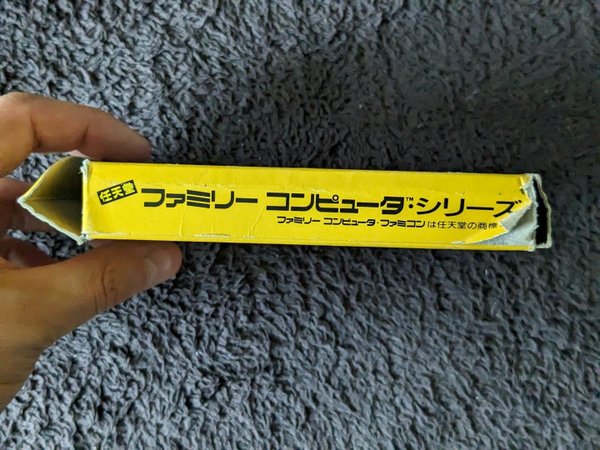 任天堂 ファミリー コンピュータ™・シリーズ
ファミリー コンピュータ・ファミコンは任天堂の商標